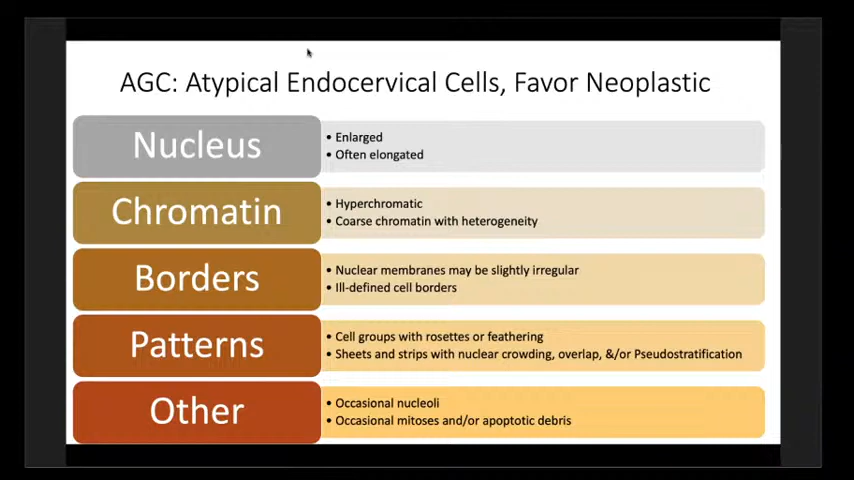 AGC: Atypical Endocervical Cells, Favor Neoplastic
Nucleus
• Enlarged
• Often elongated
Chromatin
• Hyperchromatic
• Coarse chromatin with heterogeneity
Borders
• Nuclear membranes may be slightly irregular
• Ill-defined cell borders
Patterns
• Cell groups with rosettes or feathering
• Sheets and strips with nuclear crowding, overlap, &/or Pseudostratification
Other
• Occasional nucleoli
• Occasional mitoses and/or apoptotic debris